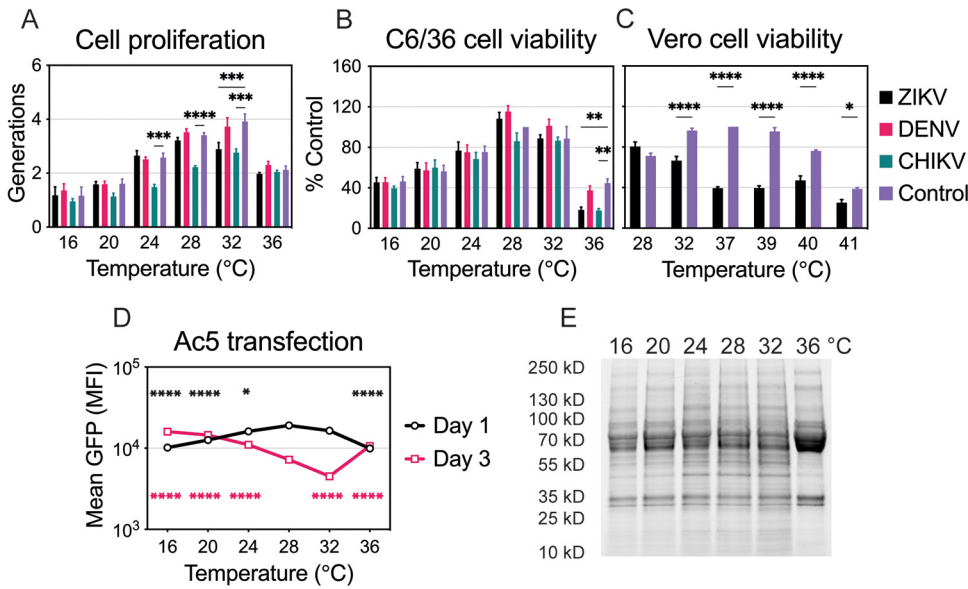 A
Cell proliferation
Generations
6
4
2
0
***
****
***
***
16 20 24 28 32 36
Temperature (°C)
B
C6/36 cell viability
% Control
160
120
80
40
0
**
**
16 20 24 28 32 36
Temperature (°C)
C
Vero cell viability
****
****
****
****
*
28 32 37 39 40 41
Temperature (°C)
ZIKV
DENV
CHIKV
Control
D
Ac5 transfection
Mean GFP (MFI)
10⁵
10⁴
10³
**** **** * ****
**** **** **** **** ****
16 20 24 28 32 36
Temperature (°C)
Day 1
Day 3
E
16 20 24 28 32 36 °C
250 kD
130 kD
100 kD
70 kD
55 kD
35 kD
25 kD
10 kD